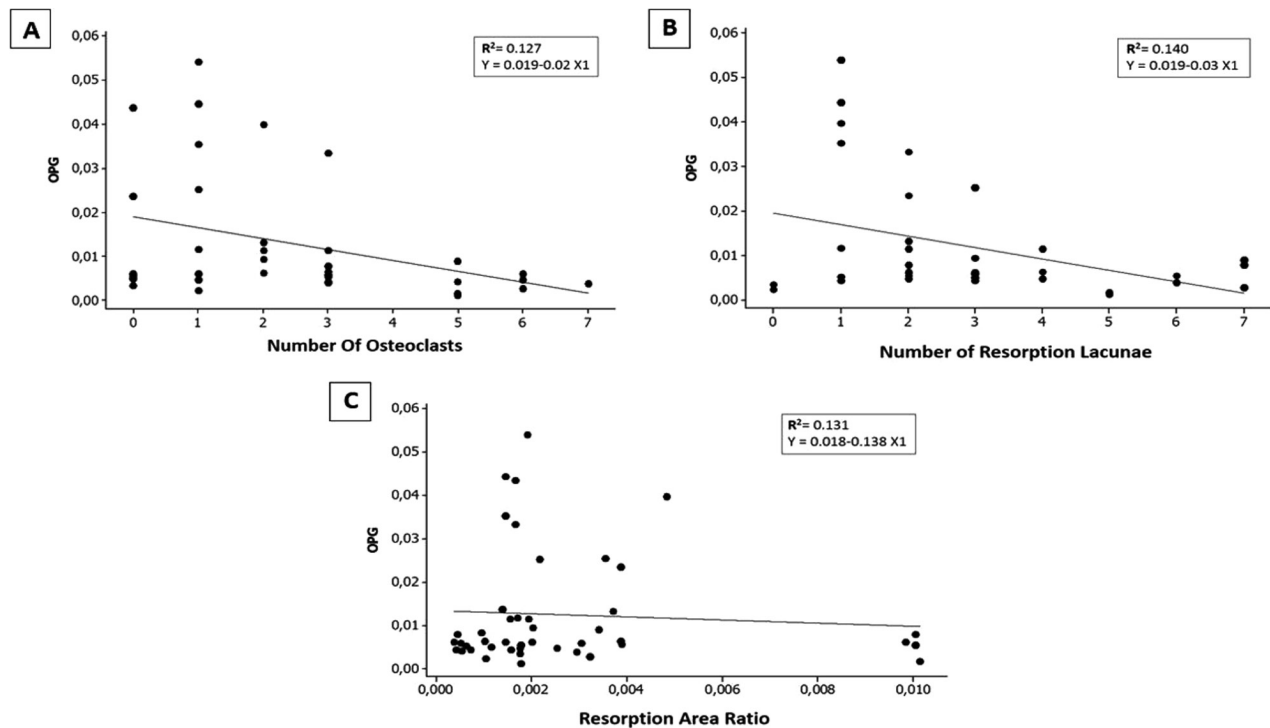 A
R²= 0.127
Y = 0.019-0.02 X1
0,06
0,05
0,04
0,03
0,02
0,01
0,00
OPG
0 1 2 3 4 5 6 7
Number Of Osteoclasts
B
R²= 0.140
Y = 0.019-0.03 X1
0,06
0,05
0,04
0,03
0,02
0,01
0,00
OPG
0 1 2 3 4 5 6 7
Number of Resorption Lacunae
C
R²= 0.131
Y = 0.018-0.138 X1
0,06
0,05
0,04
0,03
0,02
0,01
0,00
OPG
0,000 0,002 0,004 0,006 0,008 0,010
Resorption Area Ratio